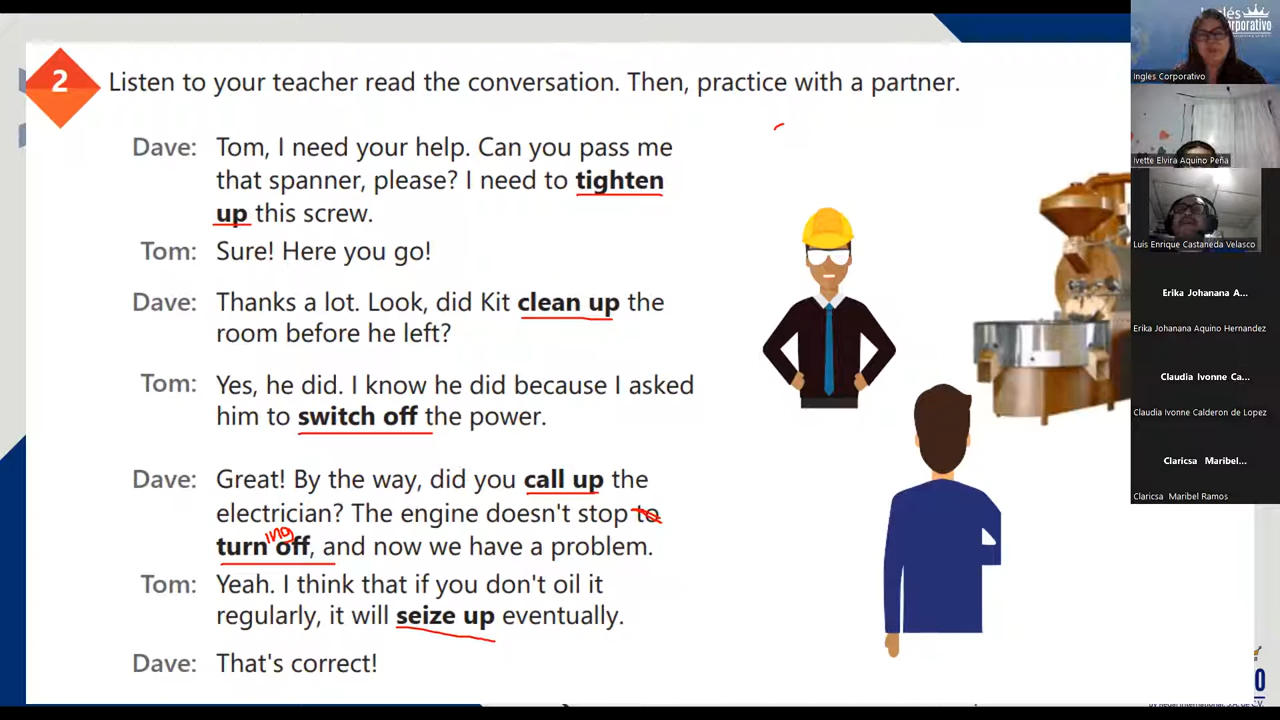 2 Listen to your teacher read the conversation. Then, practice with a partner.
Dave: Tom, I need your help. Can you pass me
that spanner, please? I need to tighten
up this screw.
Tom: Sure! Here you go!
Dave: Thanks a lot. Look, did Kit clean up the
room before he left?
Tom: Yes, he did. I know he did because I asked
him to switch off the power.
Dave: Great! By the way, did you call up the
electrician? The engine doesn't stop to
ing
turn off, and now we have a problem.
Tom: Yeah. I think that if you don't oil it
regularly, it will seize up eventually.
Dave: That's correct!
Ingles Corporativo
Ivette Elvira Aquino Peña
Luis Enrique Castaneda Velasco
Erika Johanana A...
Erika Johanana Aquino Hernandez
Claudia Ivonne Ca...
Claudia Ivonne Calderon de Lopez
Claricsa Maribel...
Claricsa Maribel Ramos